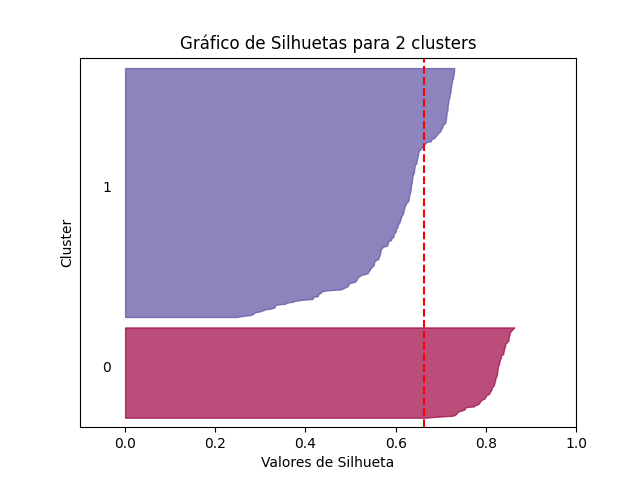 Gráfico de Silhuetas para 2 clusters
Cluster
1
0
0.0 0.2 0.4 0.6 0.8 1.0
Valores de Silhueta